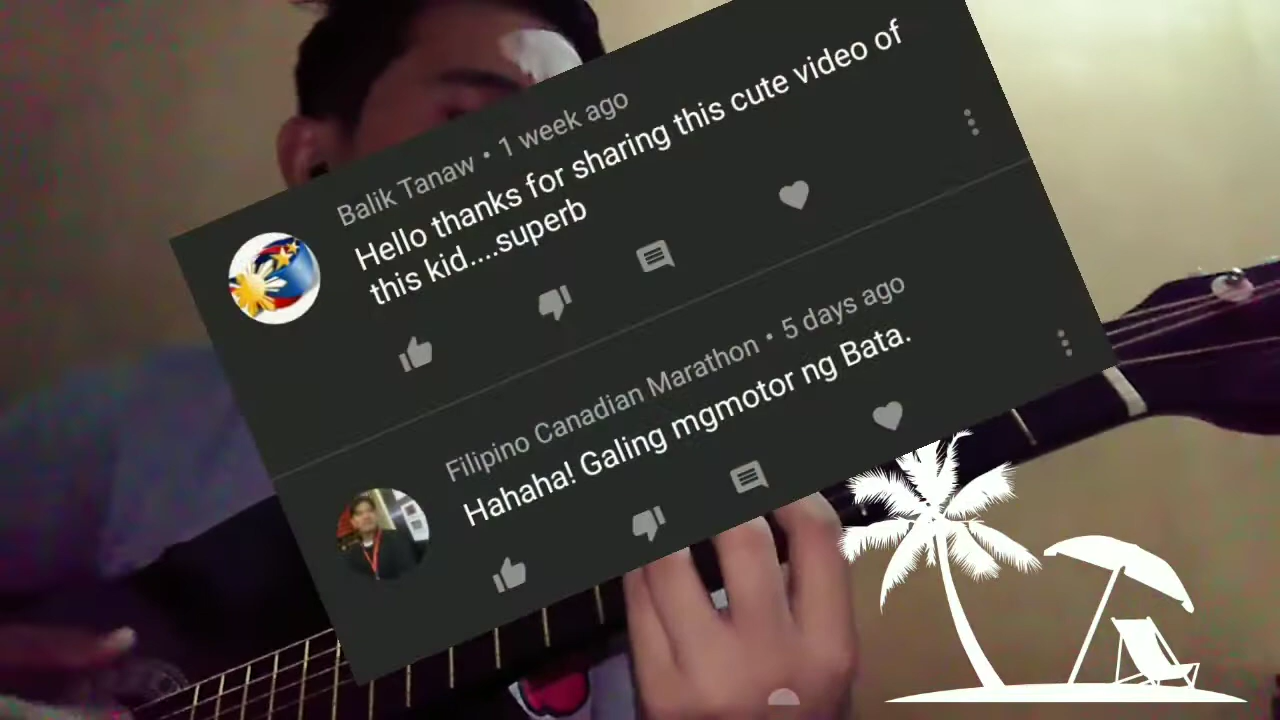 Balik Tanaw • 1 week ago
Hello thanks for sharing this cute video of
this kid....superb
Filipino Canadian Marathon • 5 days ago
Hahaha! Galing mgmotor ng Bata.